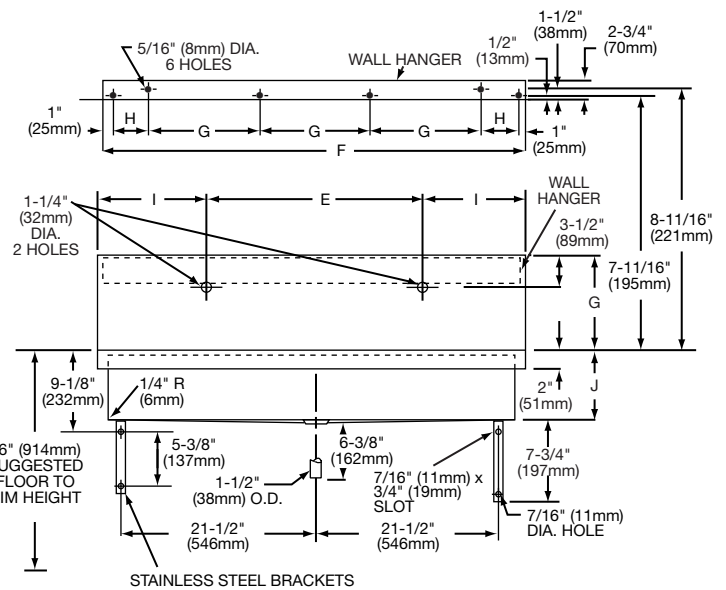 5/16" (8mm) DIA.
6 HOLES
WALL HANGER
1/2"
(13mm)
1-1/2"
(38mm)
2-3/4"
(70mm)
1"
(25mm)
H
G
G
G
H
1"
(25mm)
F
I
E
I
1-1/4"
(32mm)
DIA.
2 HOLES
WALL
HANGER
3-1/2"
(89mm)
8-11/16"
(221mm)
7-11/16"
(195mm)
G
J
9-1/8"
(232mm)
1/4" R
(6mm)
2"
(51mm)
6" (914mm)
UGGESTED
FLOOR TO
IM HEIGHT
5-3/8"
(137mm)
1-1/2"
(38mm) O.D.
6-3/8"
(162mm)
7/16" (11mm) x
3/4" (19mm)
SLOT
7-3/4"
(197mm)
7/16" (11mm)
DIA. HOLE
21-1/2"
(546mm)
21-1/2"
(546mm)
STAINLESS STEEL BRACKETS